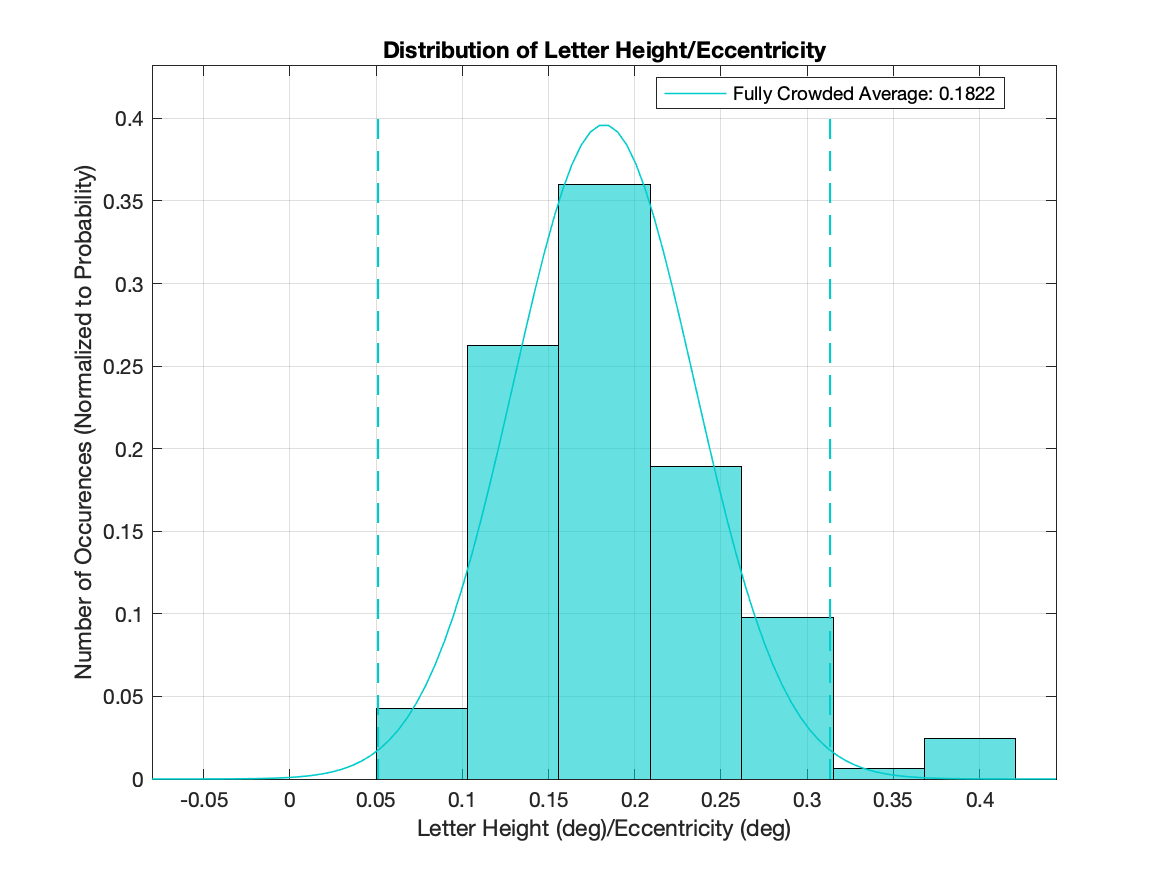 Distribution of Letter Height/Eccentricity
Fully Crowded Average: 0.1822
Number of Occurences (Normalized to Probability)
0.4
0.35
0.3
0.25
0.2
0.15
0.1
0.05
0
-0.05 0 0.05 0.1 0.15 0.2 0.25 0.3 0.35 0.4
Letter Height (deg)/Eccentricity (deg)